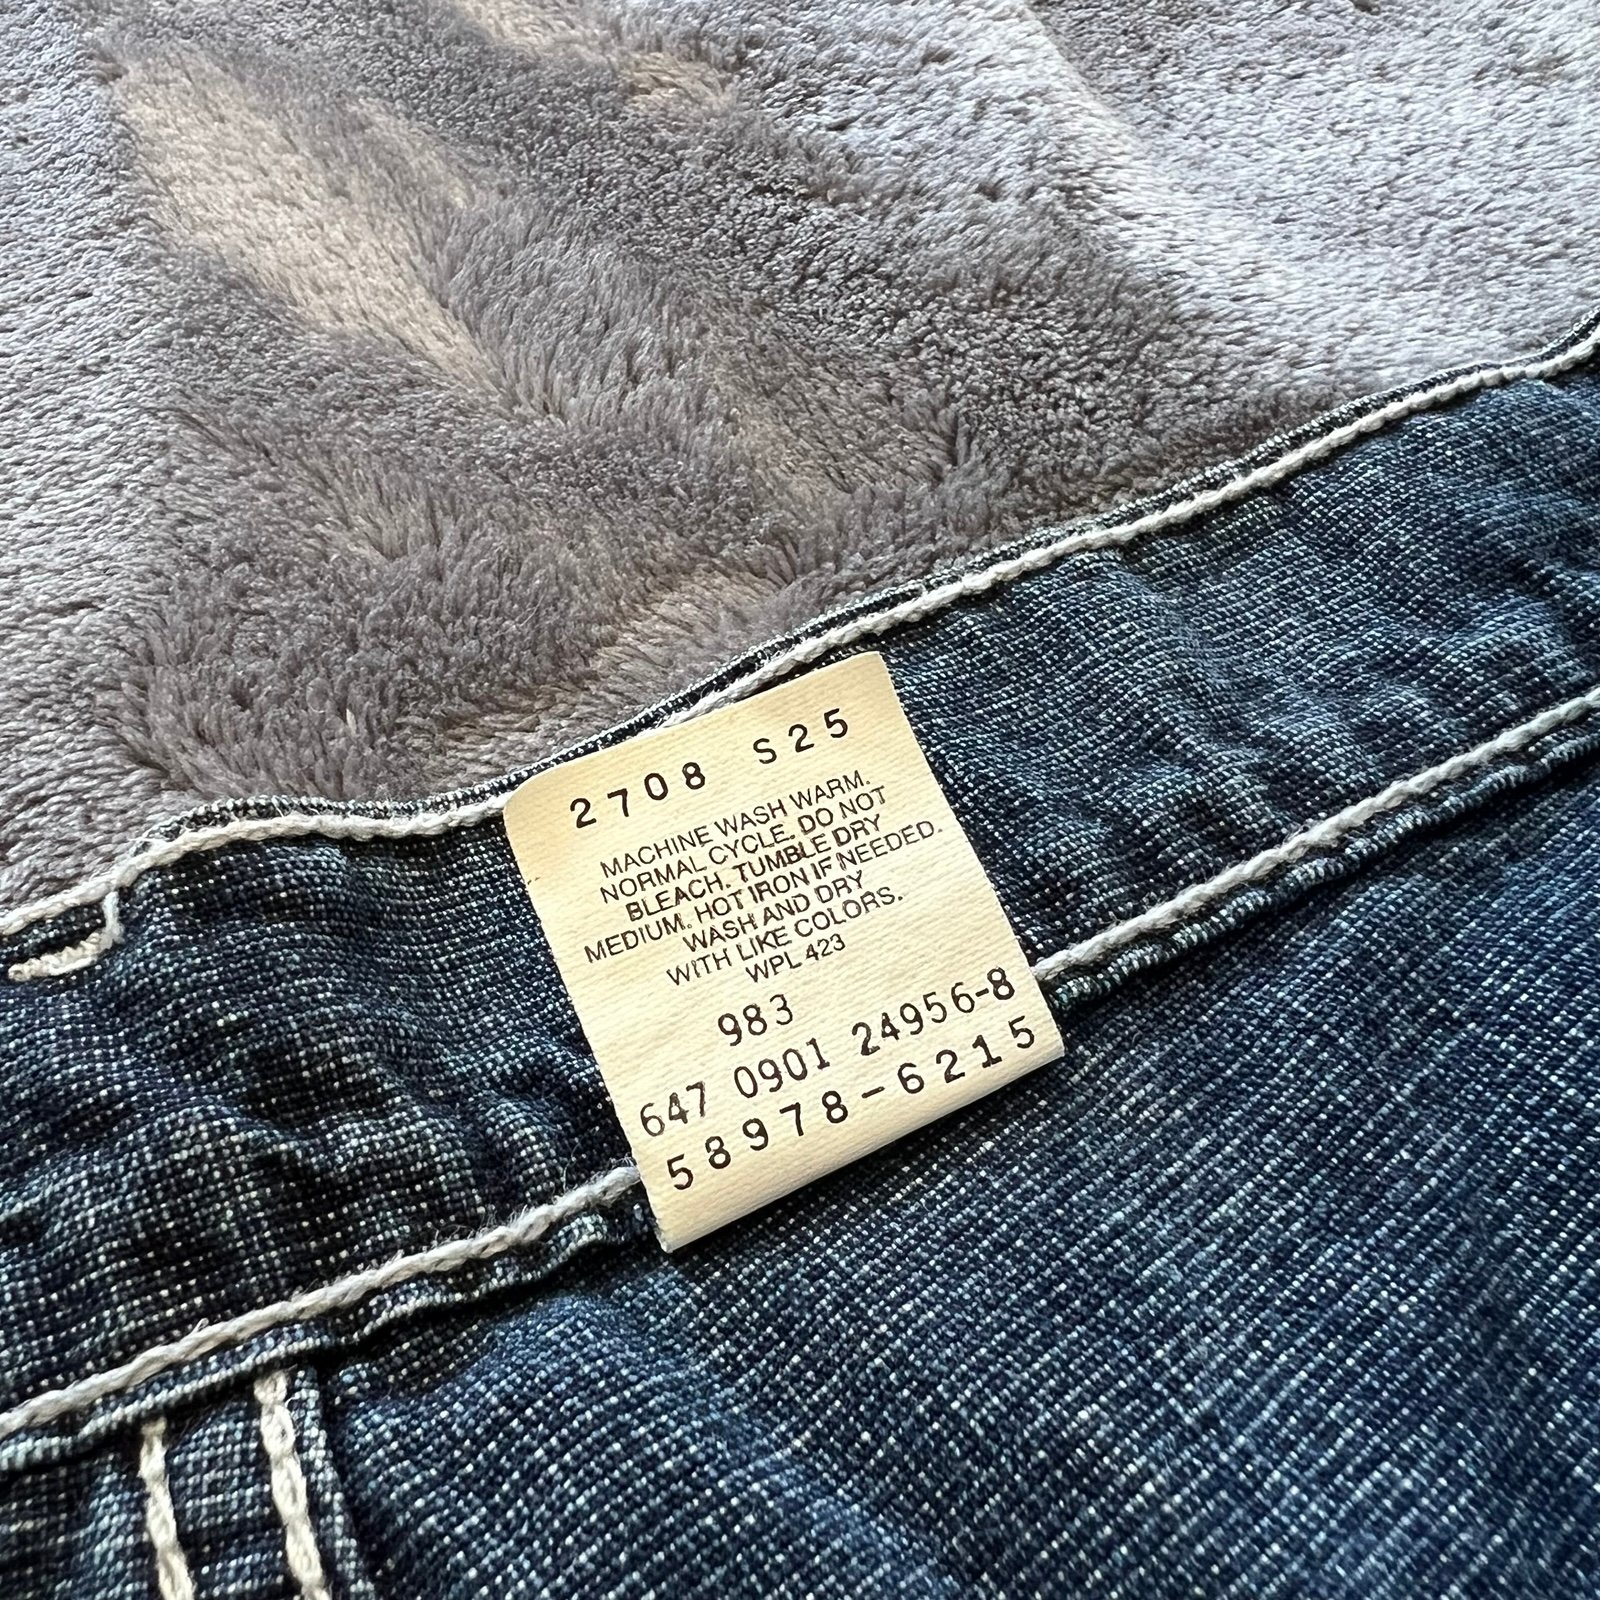 2708 S25
MACHINE WASH WARM.
NORMAL CYCLE. DO NOT
BLEACH. TUMBLE DRY
MEDIUM. HOT IRON IF NEEDED.
WASH AND DRY
WITH LIKE COLORS.
WPL 423
983
647 0901 24956-8
58978-6215